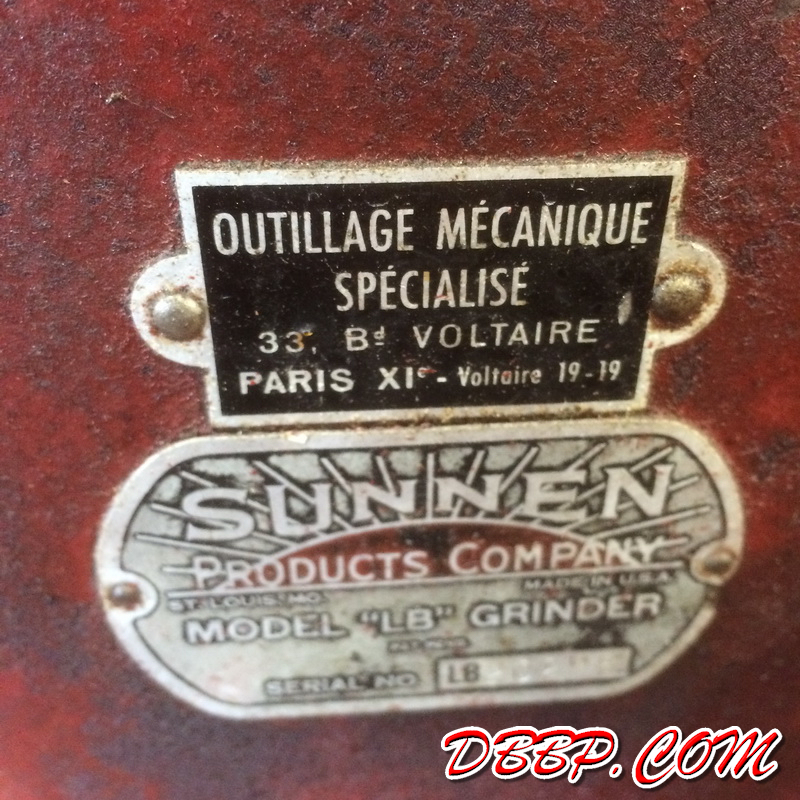 OUTILLAGE MÉCANIQUE
SPÉCIALISÉ
33, Bd VOLTAIRE
PARIS XIe - Voltaire 19-19
SUNNEN
PRODUCTS COMPANY
MADE IN U.S.A.
ST. LOUIS, MO.
MODEL "LB" GRINDER
SERIAL NO. LB
DBBP.COM